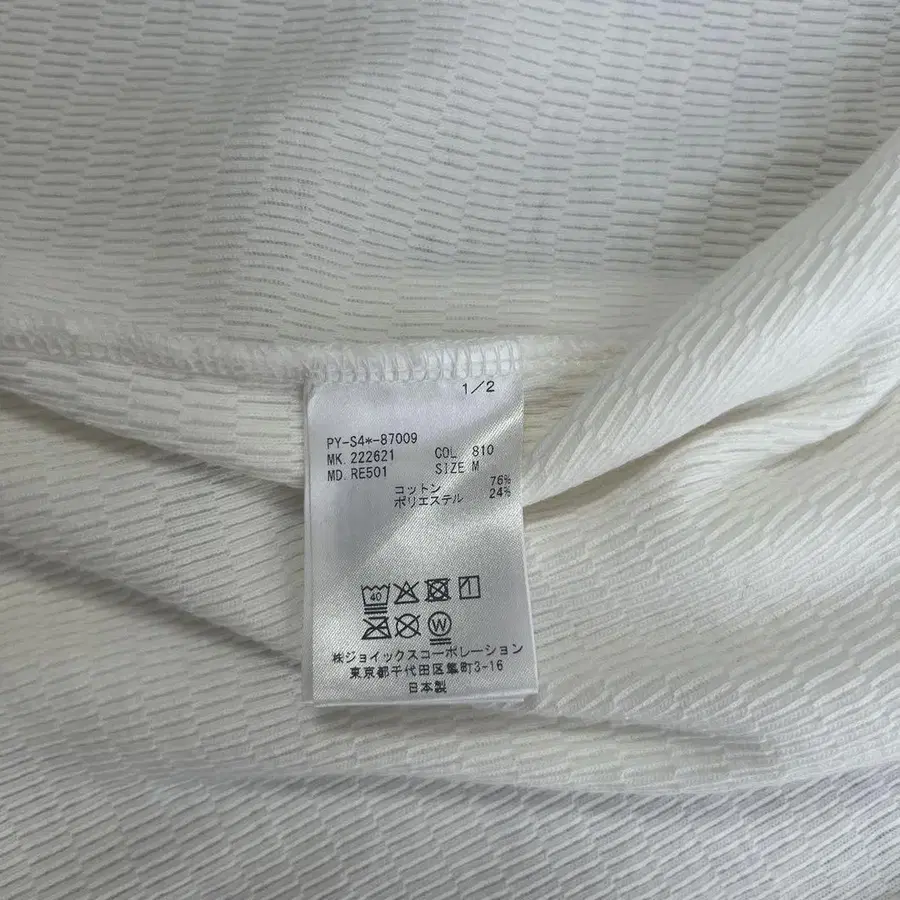 1/2
PY-S4*-87009
MK. 222621 COL 810
MD. RE501 SIZE M
コットン 76%
ポリエステル 24%
40
W
㈱ジョイックスコーポレーション
東京都千代田区隼町3-16
日本製